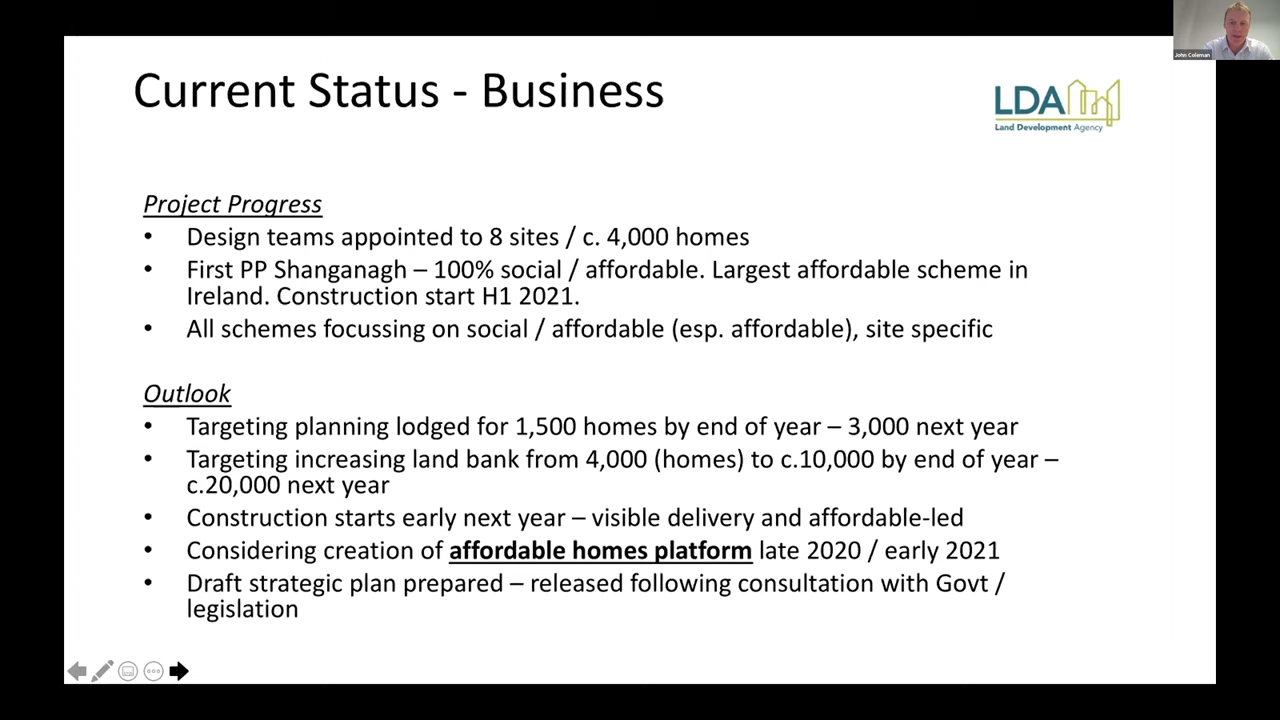 John Coleman
Current Status - Business
LDA
Land Development Agency
Project Progress
• Design teams appointed to 8 sites / c. 4,000 homes
• First PP Shanganagh – 100% social / affordable. Largest affordable scheme in
Ireland. Construction start H1 2021.
• All schemes focussing on social / affordable (esp. affordable), site specific
Outlook
• Targeting planning lodged for 1,500 homes by end of year – 3,000 next year
• Targeting increasing land bank from 4,000 (homes) to c.10,000 by end of year –
c.20,000 next year
• Construction starts early next year – visible delivery and affordable-led
• Considering creation of affordable homes platform late 2020 / early 2021
• Draft strategic plan prepared – released following consultation with Govt /
legislation